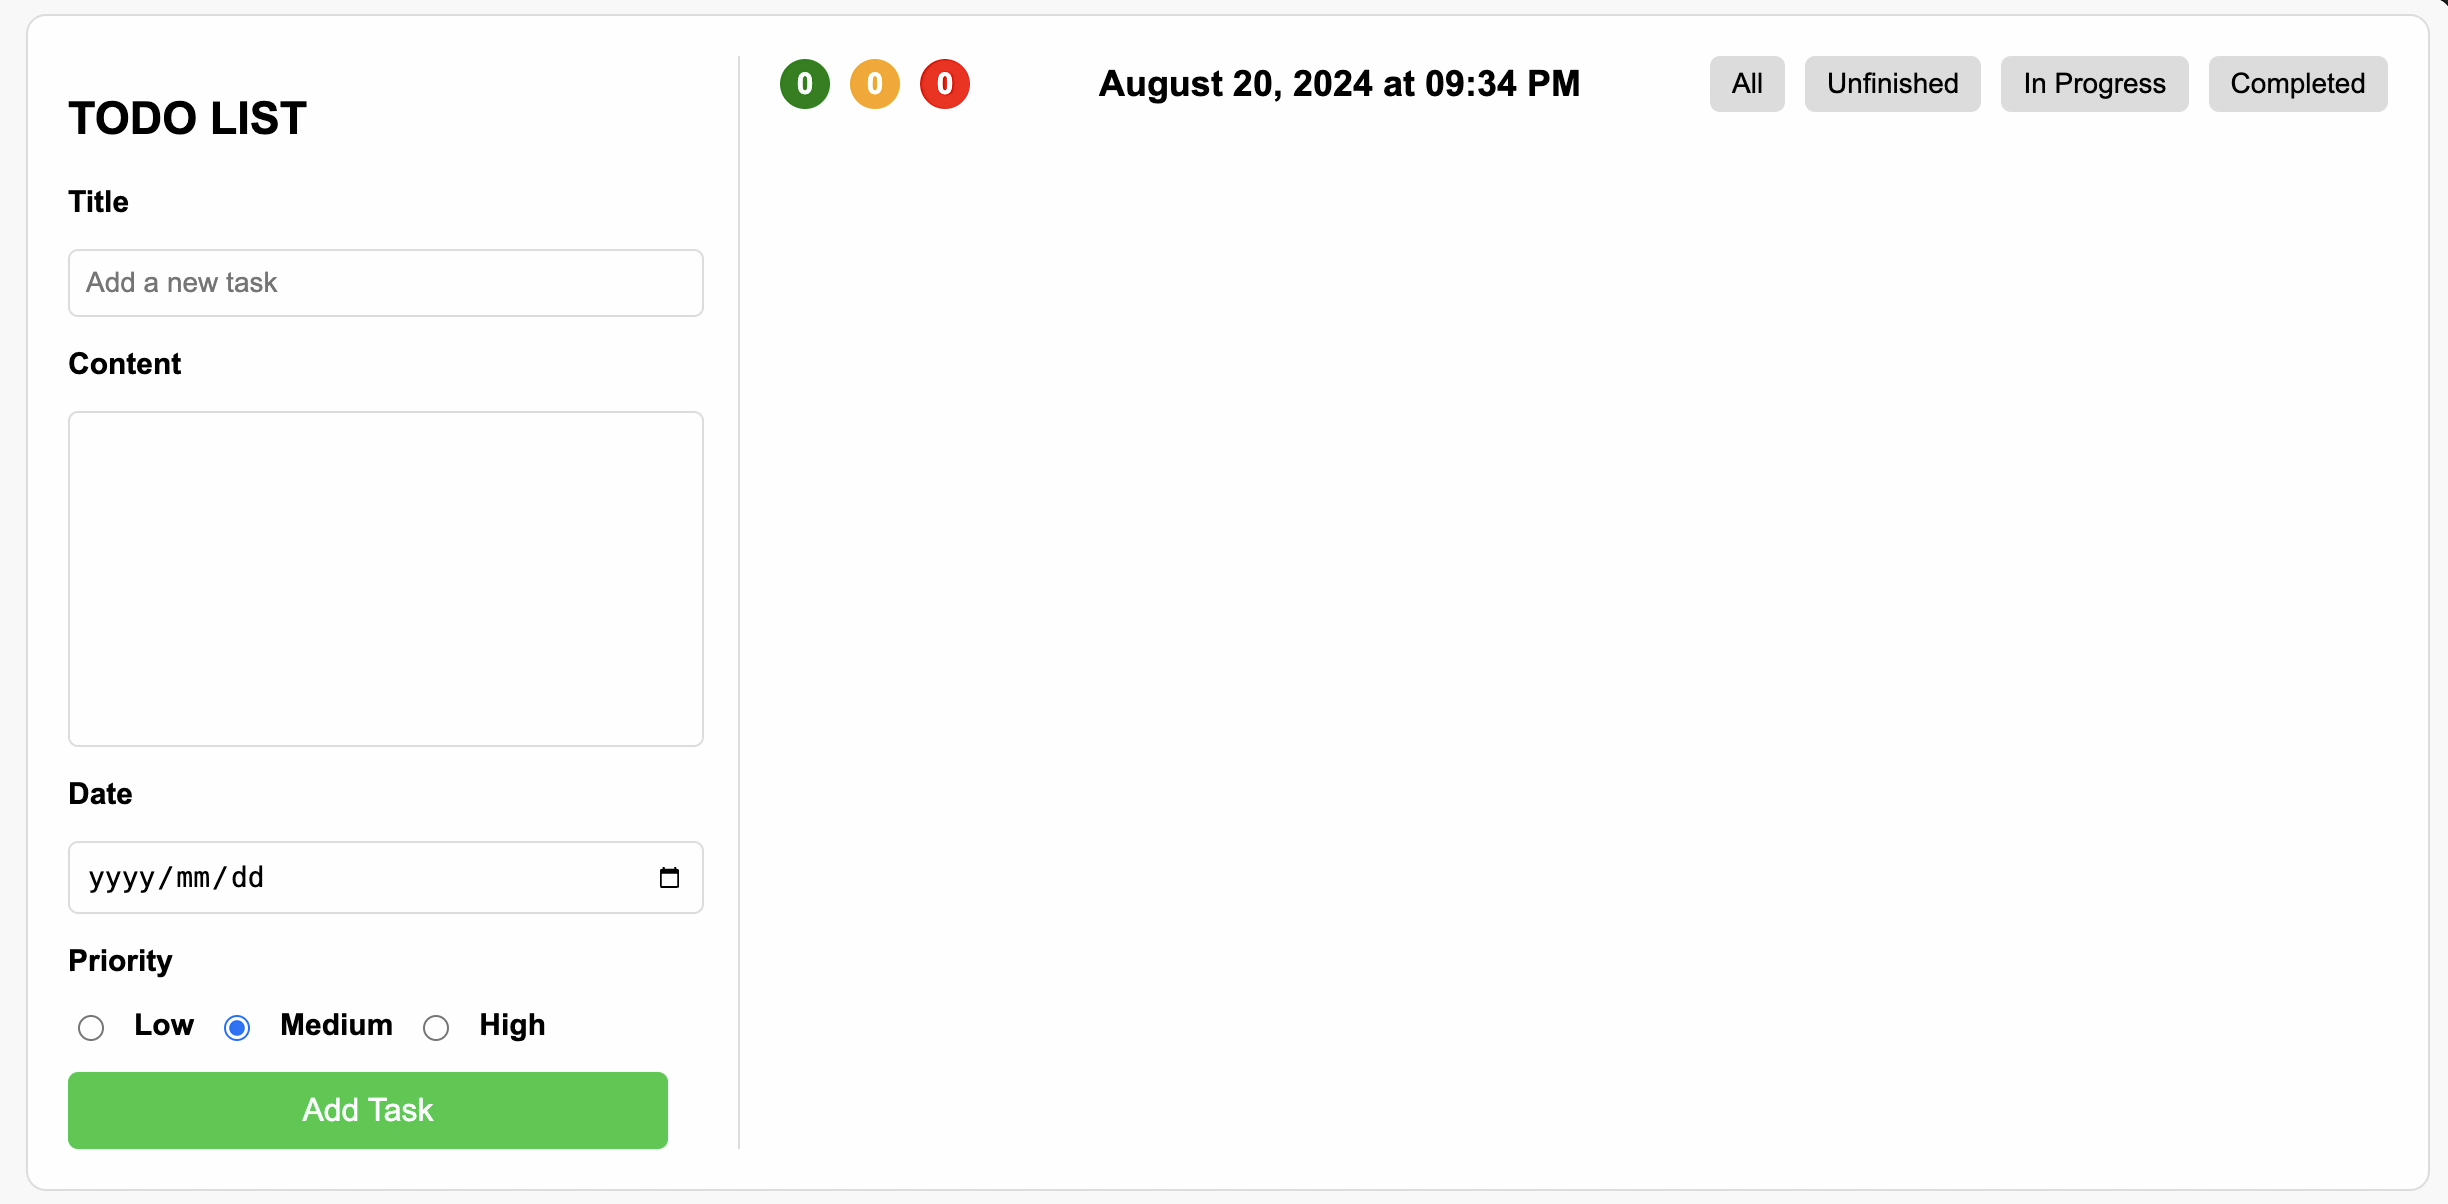 TODO LIST
Title
Add a new task
Content
Date
yyyy/mm/dd
Priority
Low Medium High
Add Task
0 0 0 August 20, 2024 at 09:34 PM All Unfinished In Progress Completed